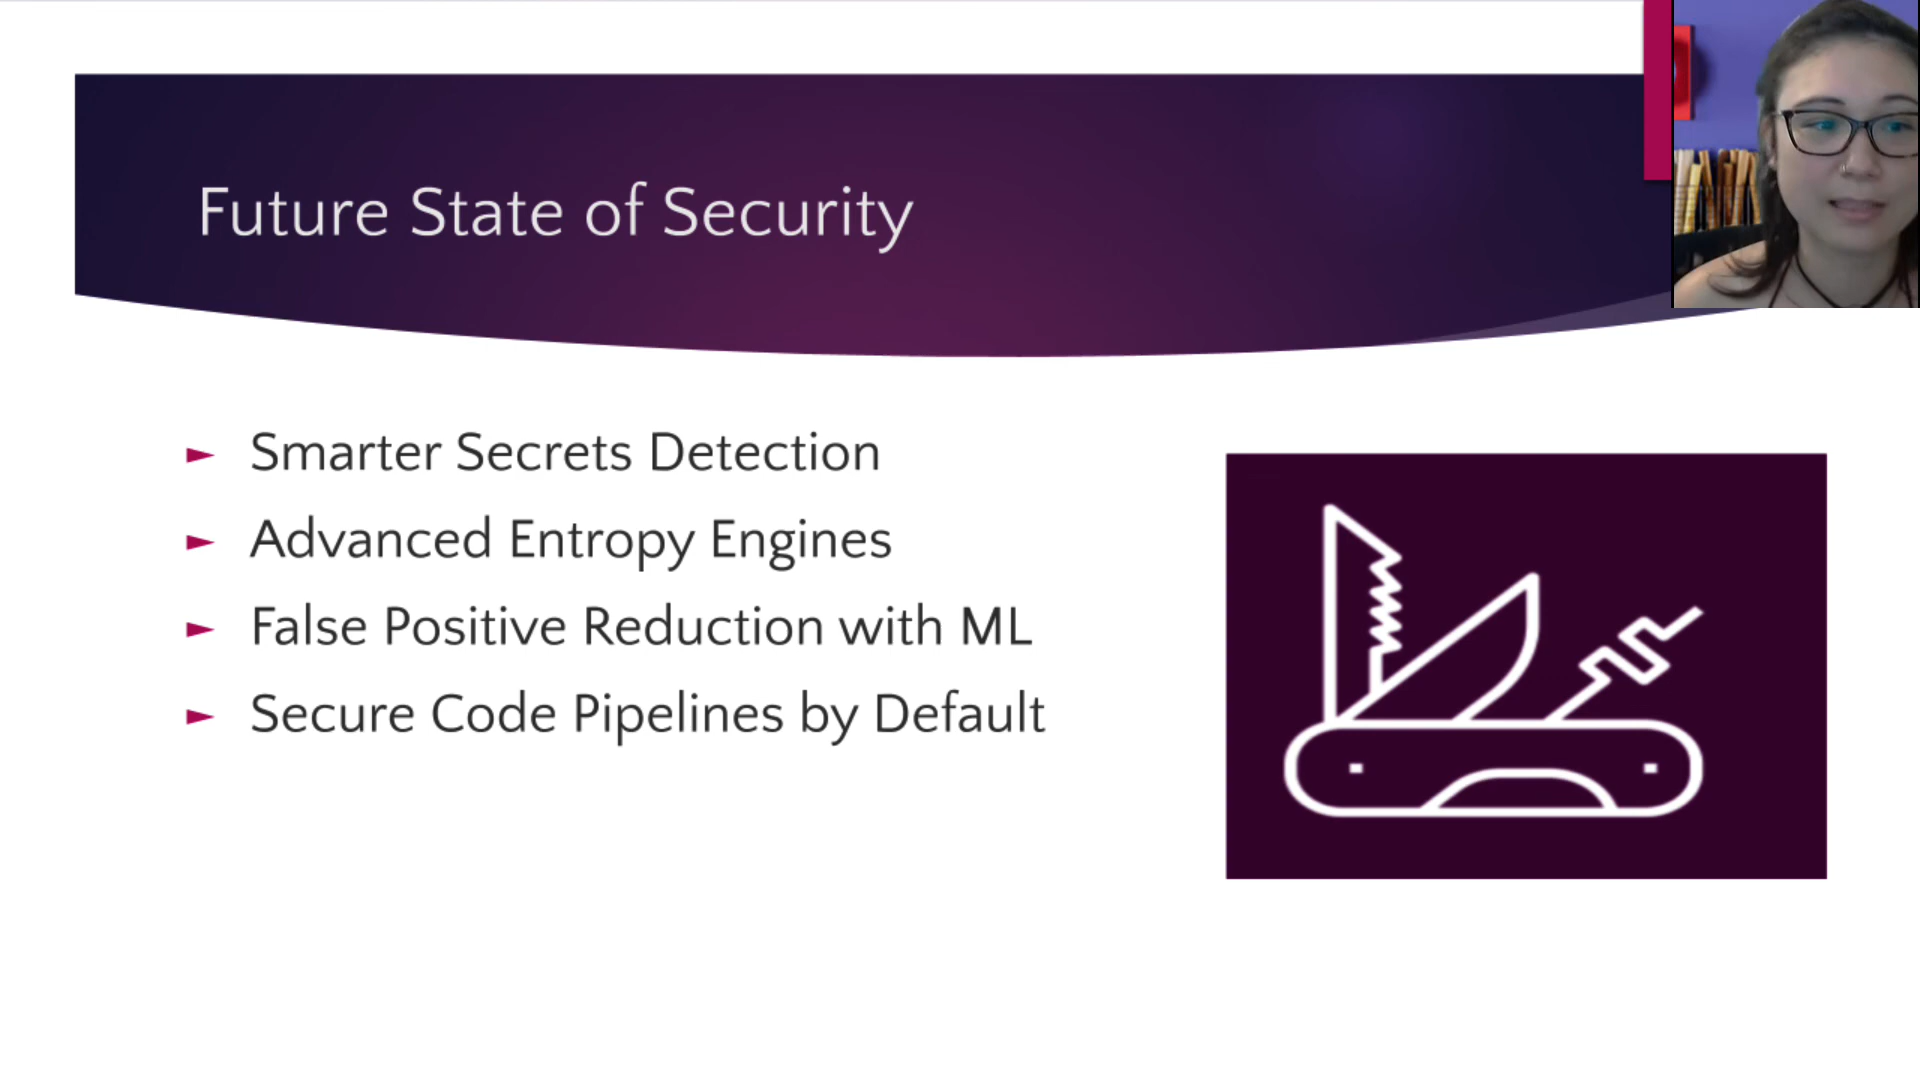 Future State of Security
Smarter Secrets Detection
Advanced Entropy Engines
False Positive Reduction with ML
Secure Code Pipelines by Default